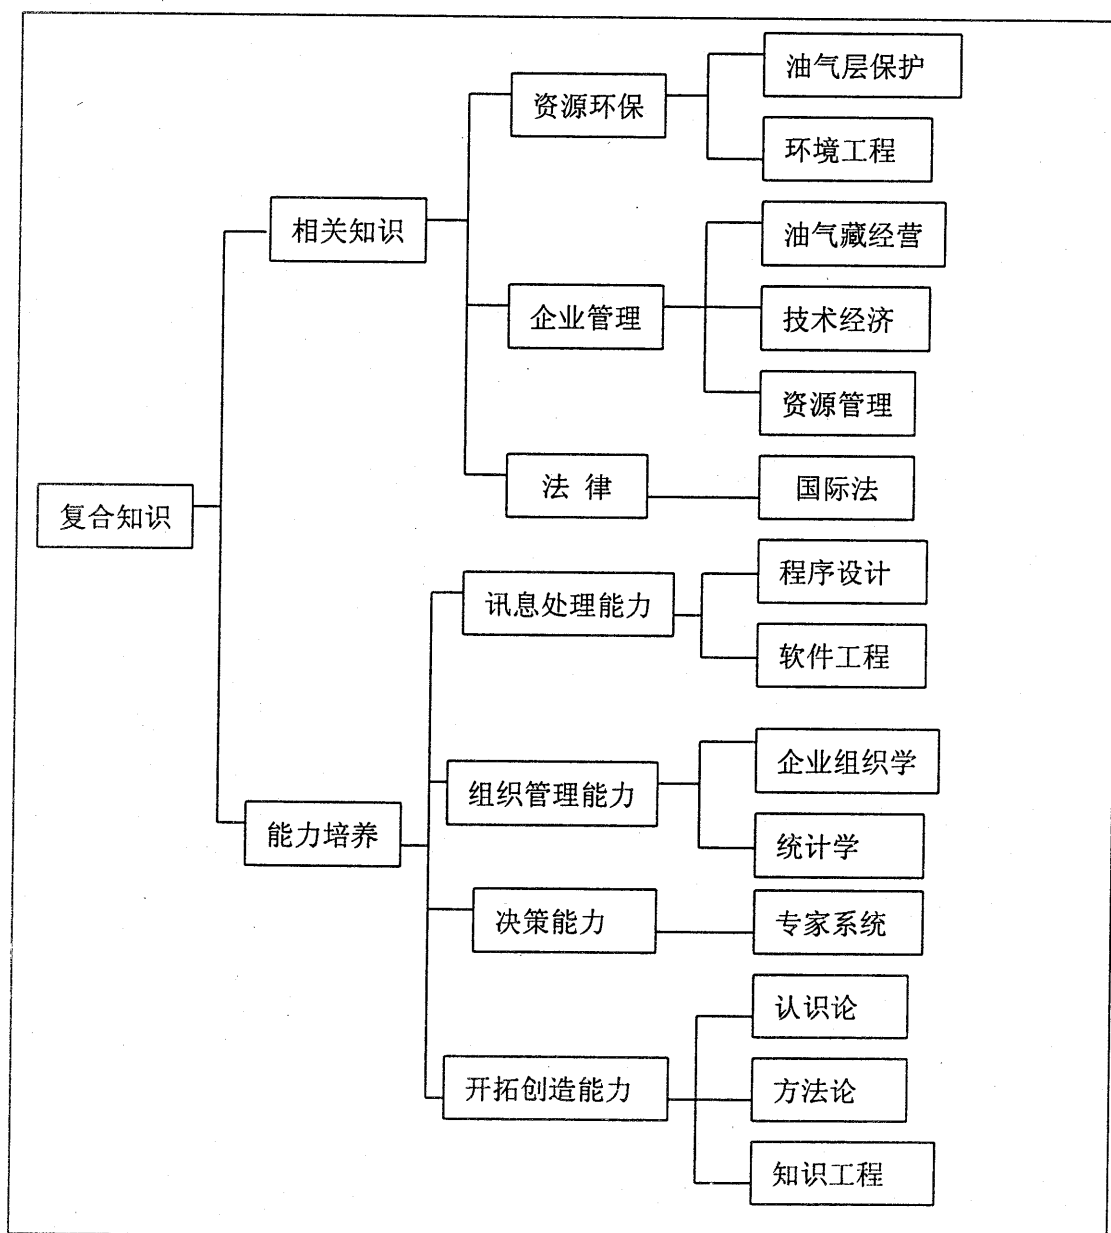 油气层保护
资源环保
环境工程
相关知识
油气藏经营
企业管理
技术经济
资源管理
法 律
国际法
复合知识
程序设计
讯息处理能力
软件工程
企业组织学
组织管理能力
能力培养
统计学
决策能力
专家系统
认识论
开拓创造能力
方法论
知识工程